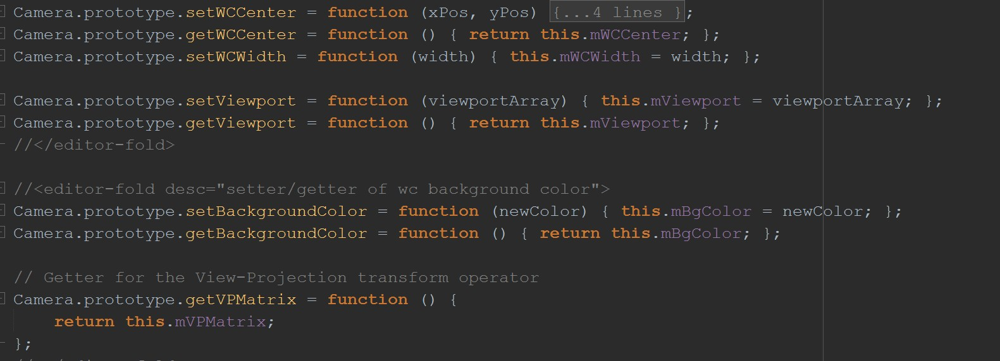 Camera.prototype.setWCCenter = function (xPos, yPos) {...4 lines };
Camera.prototype.getWCCenter = function () { return this.mWCCenter; };
Camera.prototype.setWCWidth = function (width) { this.mWCWidth = width; };
Camera.prototype.setViewport = function (viewportArray) { this.mViewport = viewportArray; };
Camera.prototype.getViewport = function () { return this.mViewport; };
//</editor-fold>
//<editor-fold desc="setter/getter of wc background color">
Camera.prototype.setBackgroundColor = function (newColor) { this.mBgColor = newColor; };
Camera.prototype.getBackgroundColor = function () { return this.mBgColor; };
// Getter for the View-Projection transform operator
Camera.prototype.getVPMatrix = function () {
    return this.mVPMatrix;
};